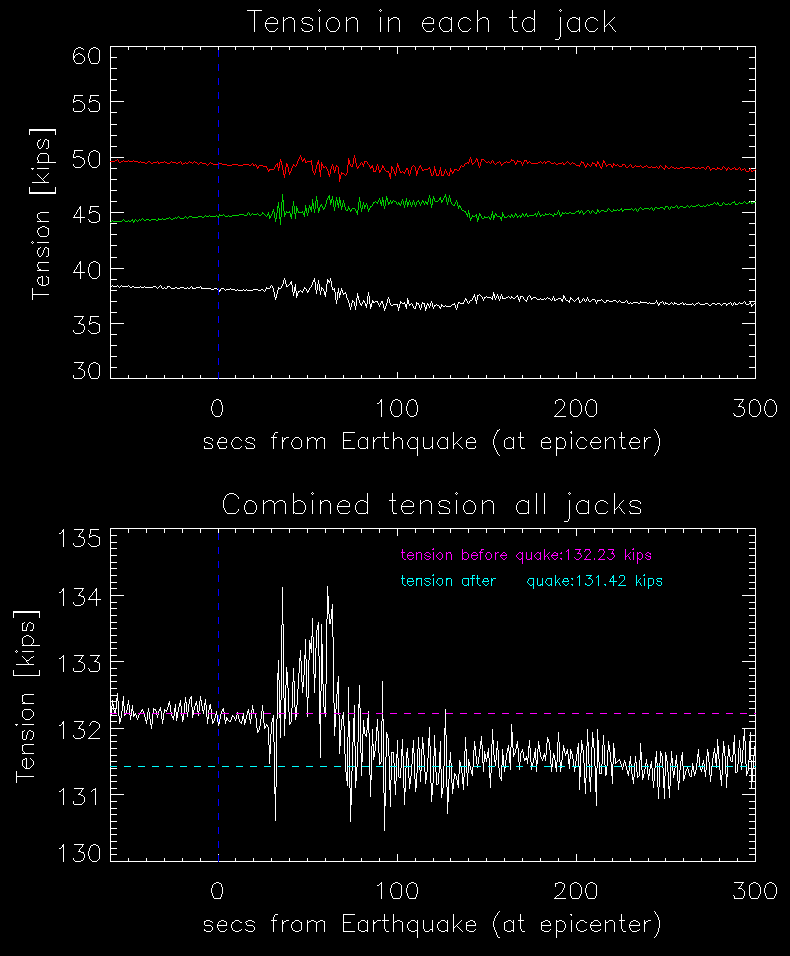 Tension in each td jack
60
55
50
45
40
35
30
Tension [kips]
0 100 200 300
secs from Earthquake (at epicenter)
Combined tension all jacks
135
134
133
132
131
130
Tension [kips]
tension before quake:132.23 kips
tension after quake:131.42 kips
0 100 200 300
secs from Earthquake (at epicenter)